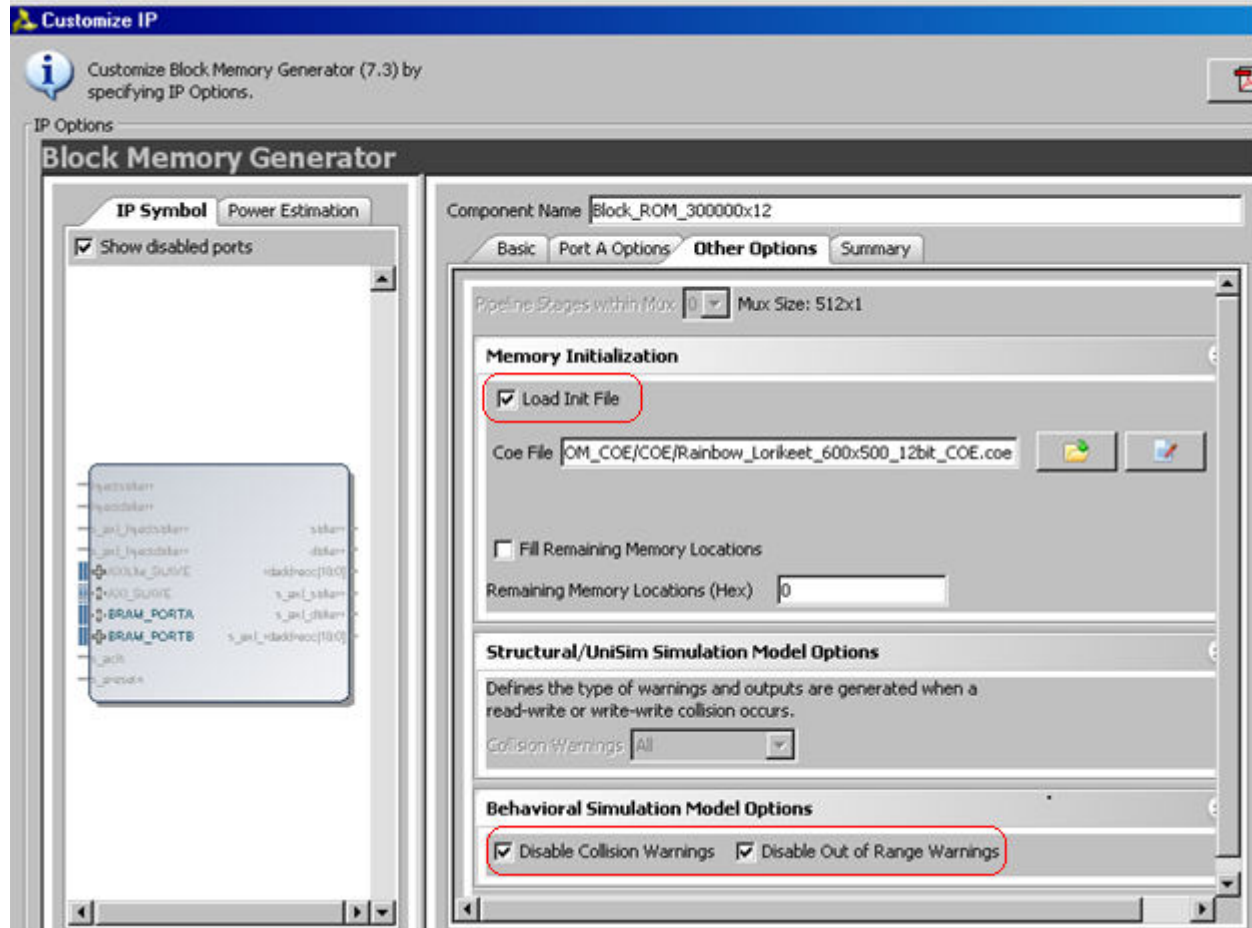 Customize IP
Customize Block Memory Generator (7.3) by
specifying IP Options.
IP Options
Block Memory Generator
IP Symbol Power Estimation
Show disabled ports
BRAM_PORTA
BRAM_PORTB
Component Name Block_ROM_300000x12
Basic Port A Options Other Options Summary
Pipeline Stages within Mux 0 Mux Size: 512x1
Memory Initialization
Load Init File
Coe File OM_COE/COE/Rainbow_Lorikeet_600x500_12bit_COE.coe
Fill Remaining Memory Locations
Remaining Memory Locations (Hex) 0
Structural/UniSim Simulation Model Options
Defines the type of warnings and outputs are generated when a
read-write or write-write collision occurs.
Collision Warnings All
Behavioral Simulation Model Options
Disable Collision Warnings Disable Out of Range Warnings